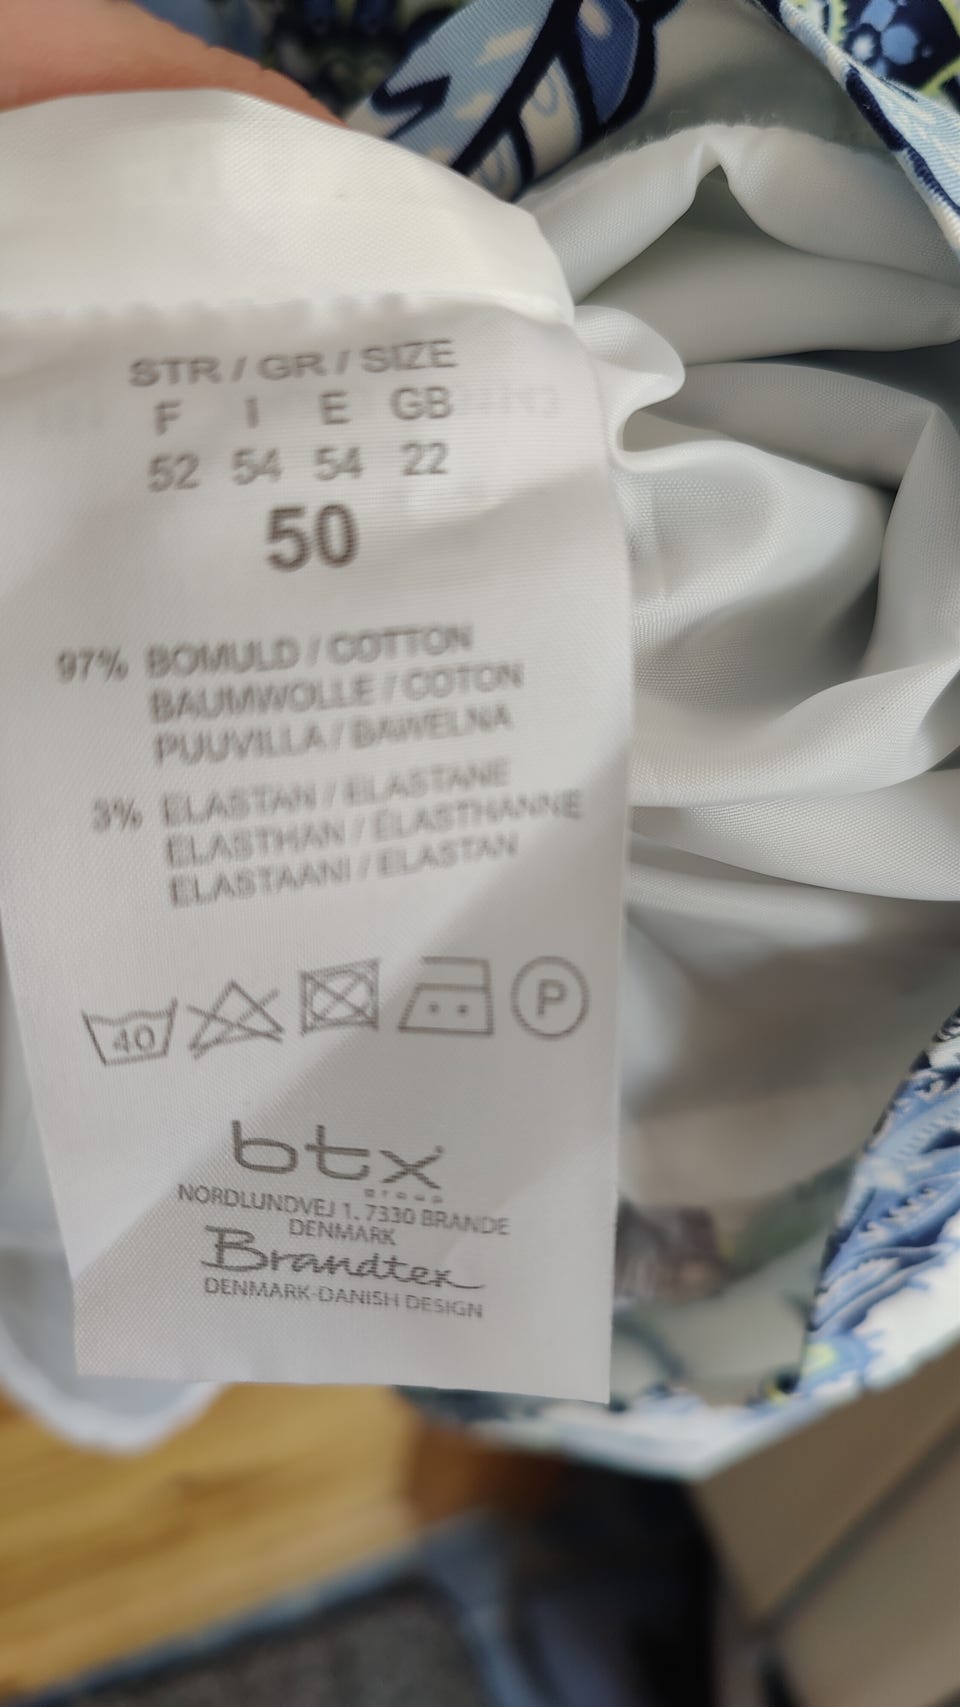 STR / GR / SIZE
F I E GB
52 54 54 22
50
97% BOMULD / COTTON
BAUMWOLLE / COTON
PUUVILLA / BAWELNA
3% ELASTAN / ELASTANE
ELASTHAN / ÉLASTHANNE
ELASTAANI / ELASTAN
40 P
btx
group
NORDLUNDVEJ 1. 7330 BRANDE
DENMARK
Brandtex
DENMARK-DANISH DESIGN